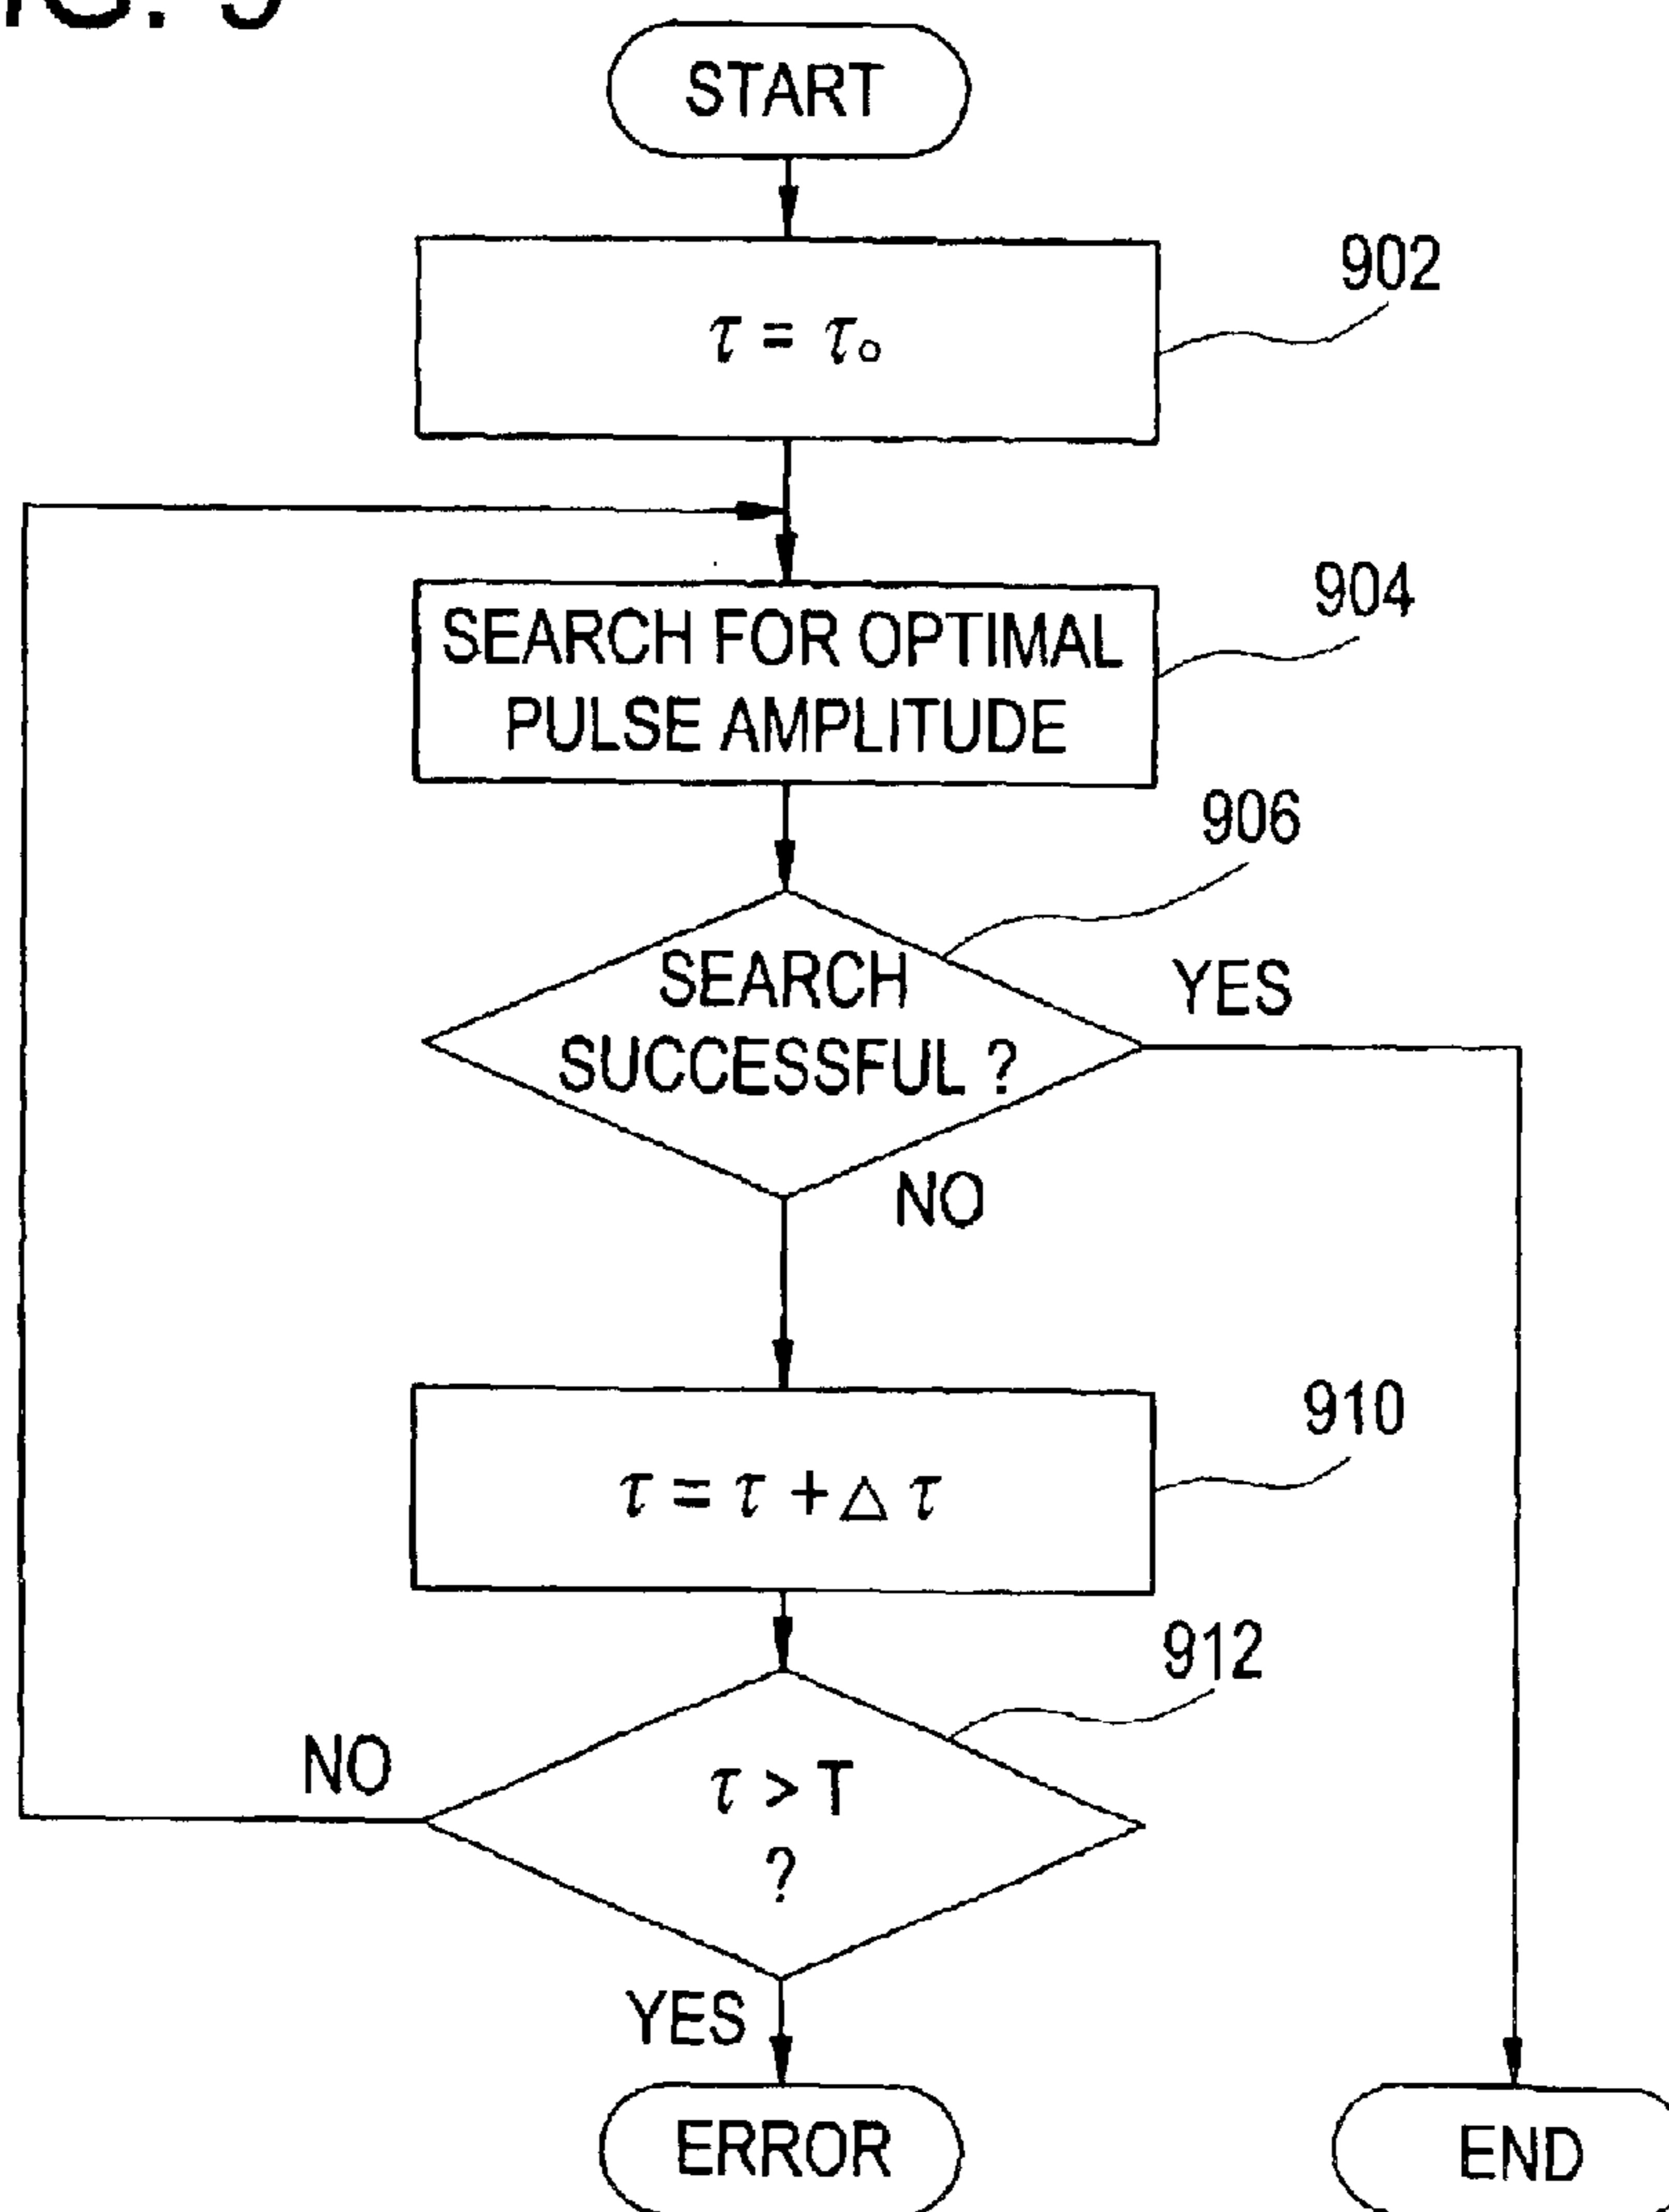 START
902
τ = τ₀
904
SEARCH FOR OPTIMAL
PULSE AMPLITUDE
906
SEARCH
SUCCESSFUL ?
YES
NO
910
τ = τ + △ τ
912
NO
τ > T
?
YES
ERROR
END